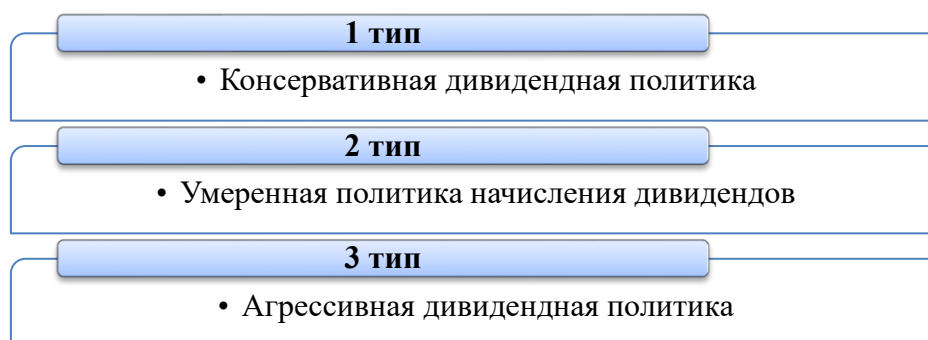 1 тип
• Консервативная дивидендная политика
2 тип
• Умеренная политика начисления дивидендов
3 тип
• Агрессивная дивидендная политика